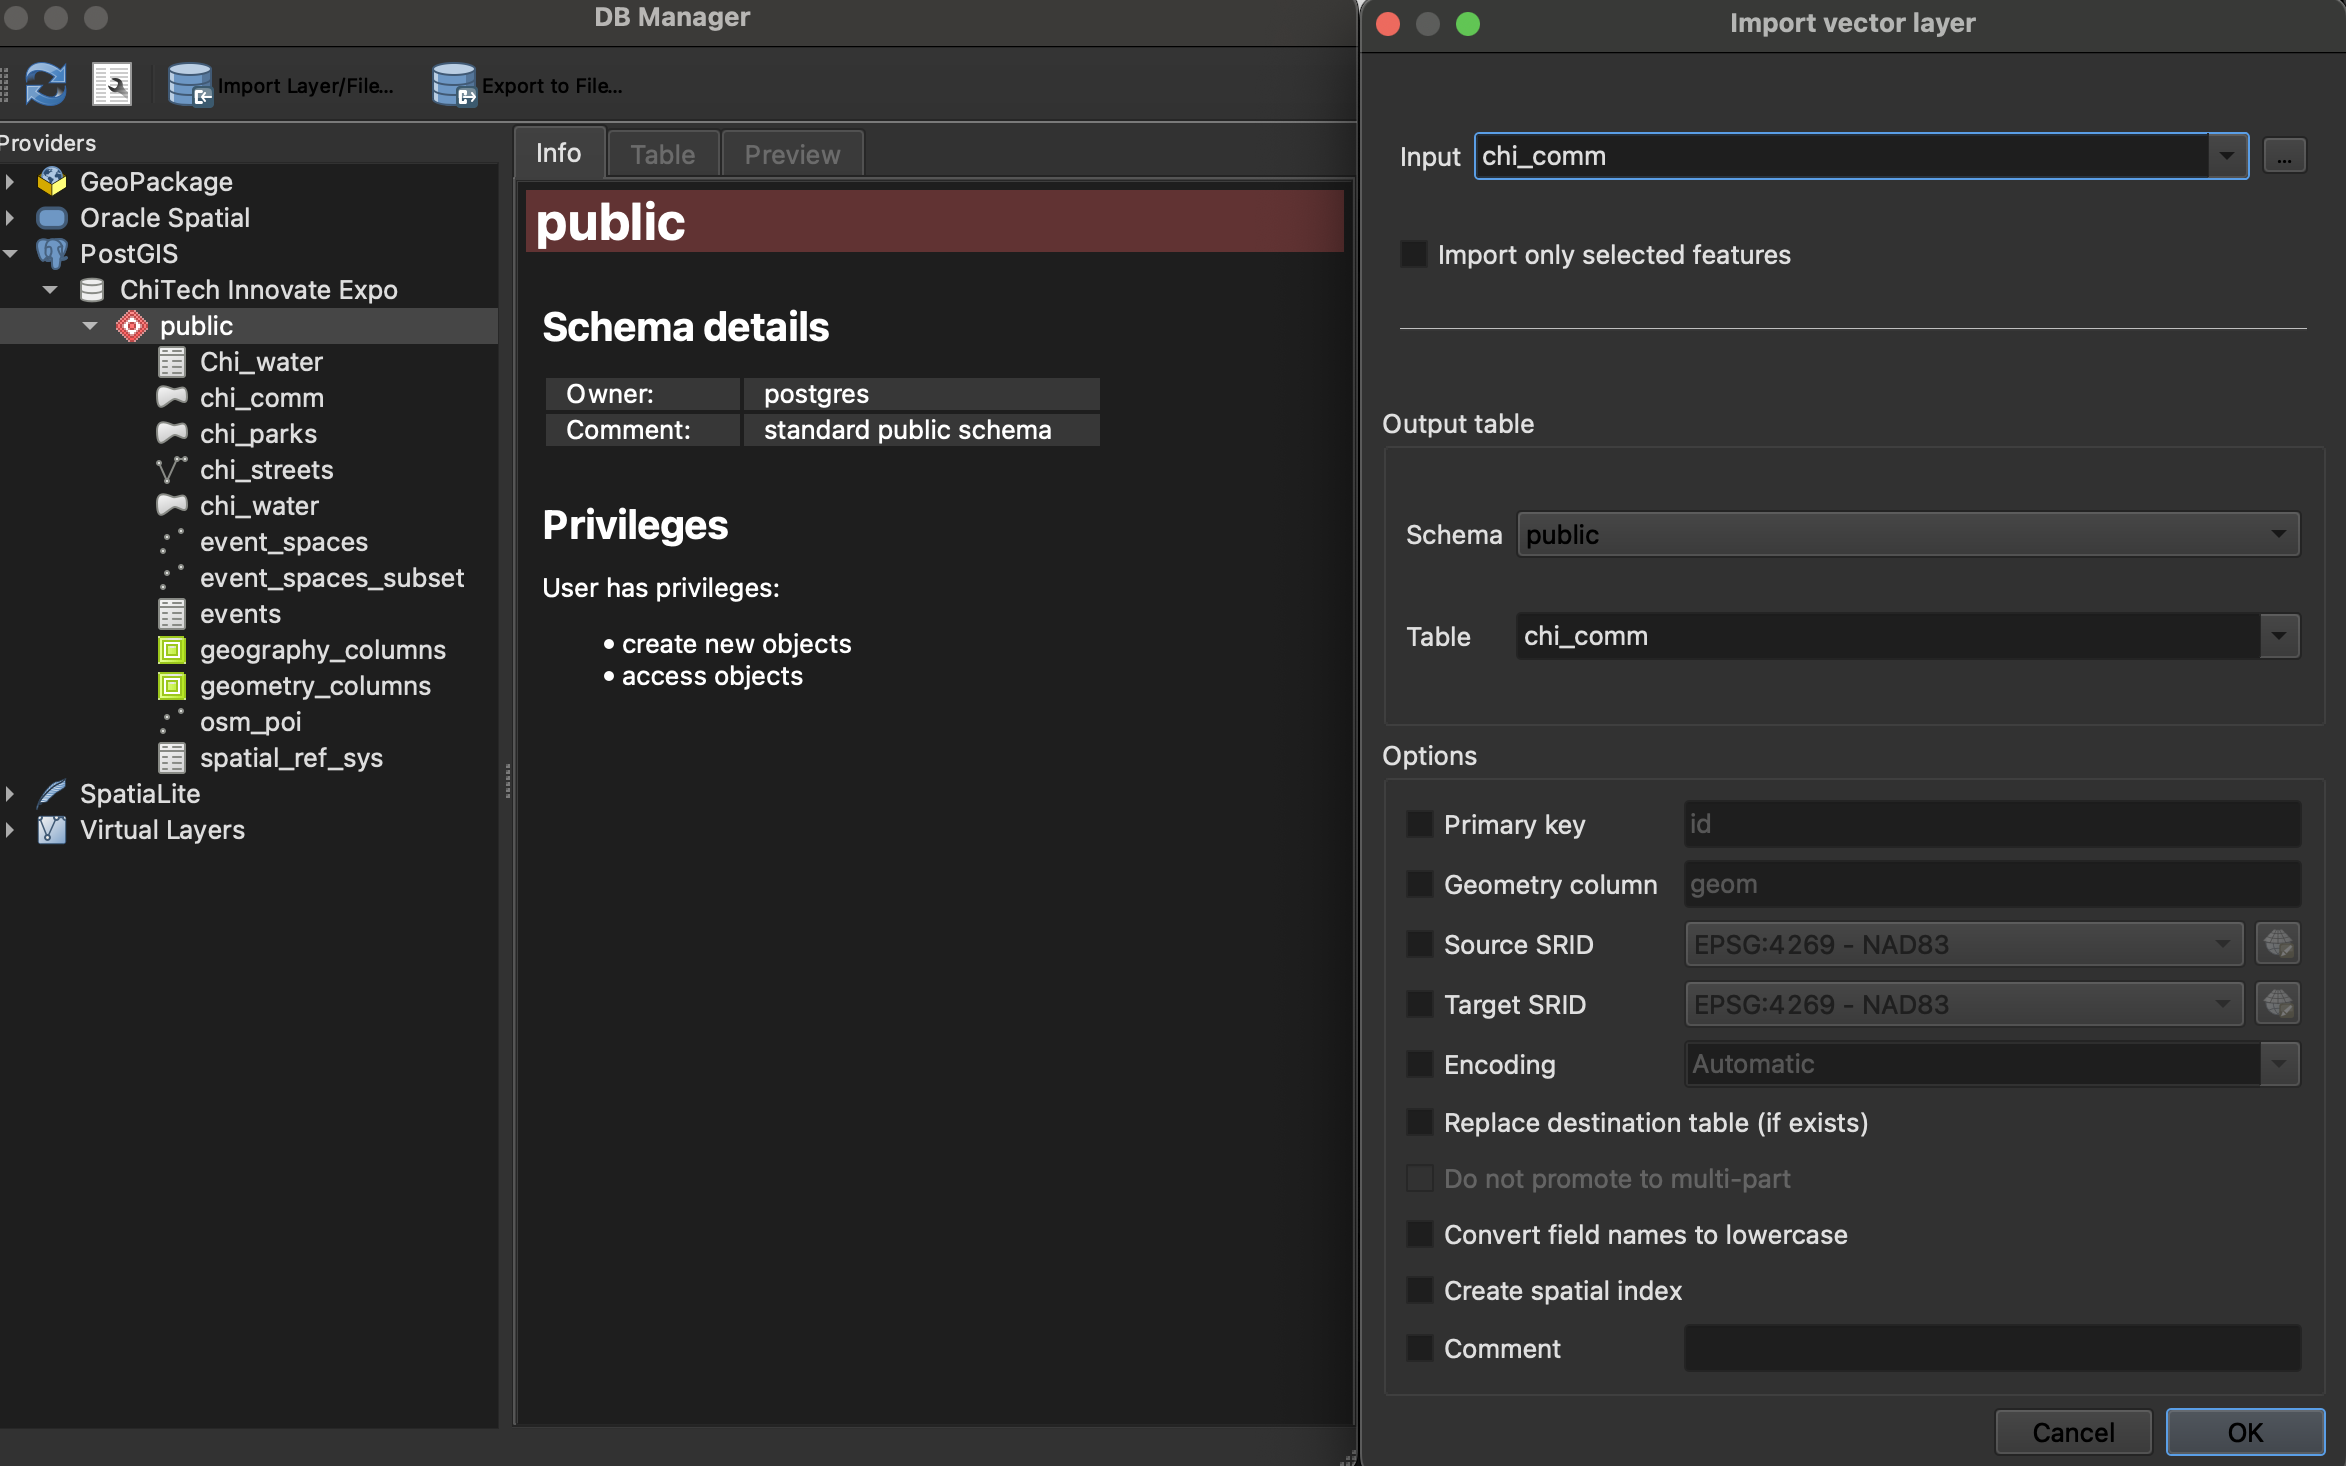 DB Manager
Import Layer/File...
Export to File...
Providers
GeoPackage
Oracle Spatial
PostGIS
ChiTech Innovate Expo
public
Chi_water
chi_comm
chi_parks
chi_streets
chi_water
event_spaces
event_spaces_subset
events
geography_columns
geometry_columns
osm_poi
spatial_ref_sys
SpatiaLite
Virtual Layers
Info
Table
Preview
public
Schema details
Owner: postgres
Comment: standard public schema
Privileges
User has privileges:
• create new objects
• access objects
Import vector layer
Input chi_comm ...
Import only selected features
Output table
Schema public
Table chi_comm
Options
Primary key id
Geometry column geom
Source SRID EPSG:4269 - NAD83
Target SRID EPSG:4269 - NAD83
Encoding Automatic
Replace destination table (if exists)
Do not promote to multi-part
Convert field names to lowercase
Create spatial index
Comment
Cancel OK